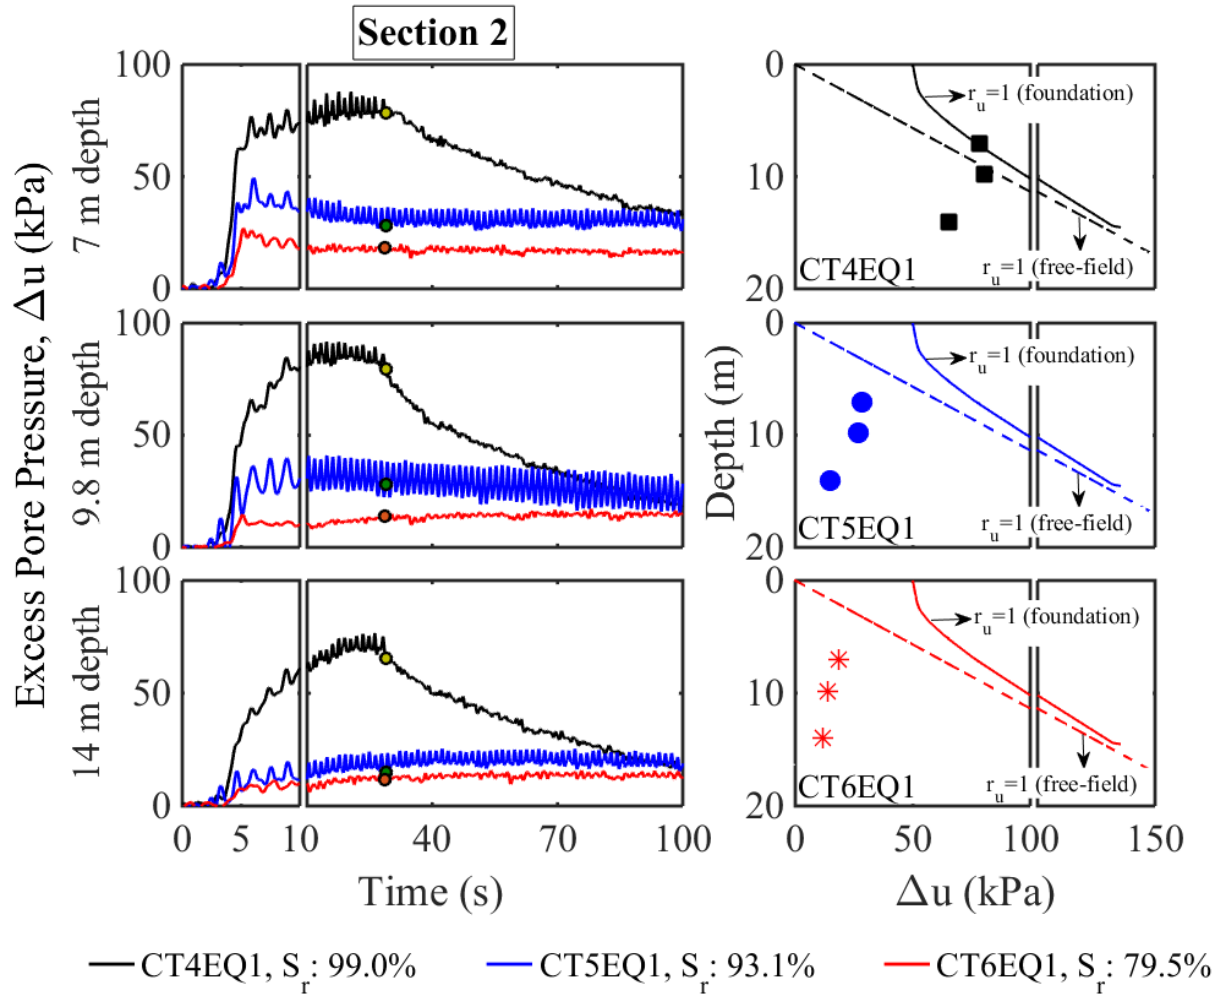 Section 2
Excess Pore Pressure, Δu (kPa)
7 m depth
100
50
0
9.8 m depth
100
50
0
14 m depth
100
50
0
0 5 10 40 70 100
Time (s)
Depth (m)
0
10
20
r_u=1 (foundation)
r_u=1 (free-field)
CT4EQ1
0
10
20
r_u=1 (foundation)
r_u=1 (free-field)
CT5EQ1
0
10
20
r_u=1 (foundation)
r_u=1 (free-field)
CT6EQ1
0 50 100 150
Δu (kPa)
CT4EQ1, S_r: 99.0% CT5EQ1, S_r: 93.1% CT6EQ1, S_r: 79.5%